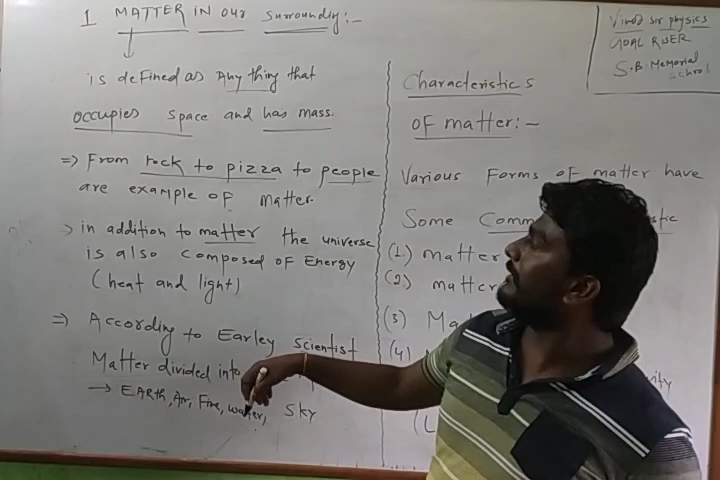 1 MATTER IN our Surroundig:-
is defined as Any thing that
occupies space and has mass.
=> From rock to pizza to people
are example of matter.
> in addition to matter the universe
is also composed of Energy
(heat and light)
=> According to Earley scientist
Matter divided into
→ EARth, Air, Fire, water, Sky
Characteristics
OF matter:-
Various Forms OF matter have
Some
(1) matter
(2) matter
(3)
(4)
Vinod sir physics
GOAL RISER
S.B. Memorial
School